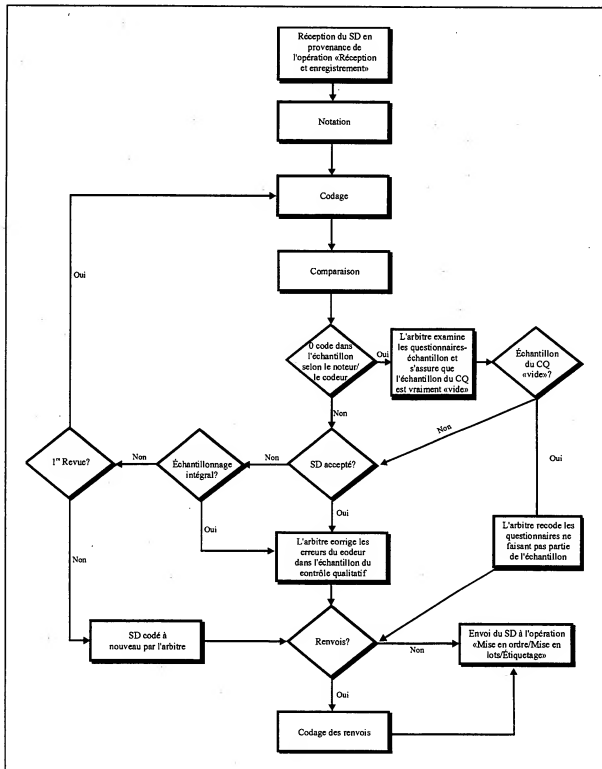 Réception du SD en
provenance de
l'opération «Réception
et enregistrement»
Notation
Codage
Oui
Comparaison
0 code dans
l'échantillon
selon le noteur/
le codeur
Oui
L'arbitre examine
les questionnaires-
échantillon et
s'assure que
l'échantillon du CQ
est vraiment «vide»
Échantillon
du CQ
«vide»?
Non
Non
Oui
1re Revue?
Non
Échantillonnage
intégral?
Non
SD accepté?
Oui
Oui
L'arbitre corrige les
erreurs du codeur
dans l'échantillon du
contrôle qualitatif
L'arbitre recode les
questionnaires ne
faisant pas partie
de l'échantillon
Non
SD codé à
nouveau par l'arbitre
Renvois?
Non
Envoi du SD à l'opération
«Mise en ordre/Mise en
lots/Étiquetage»
Oui
Codage des renvois